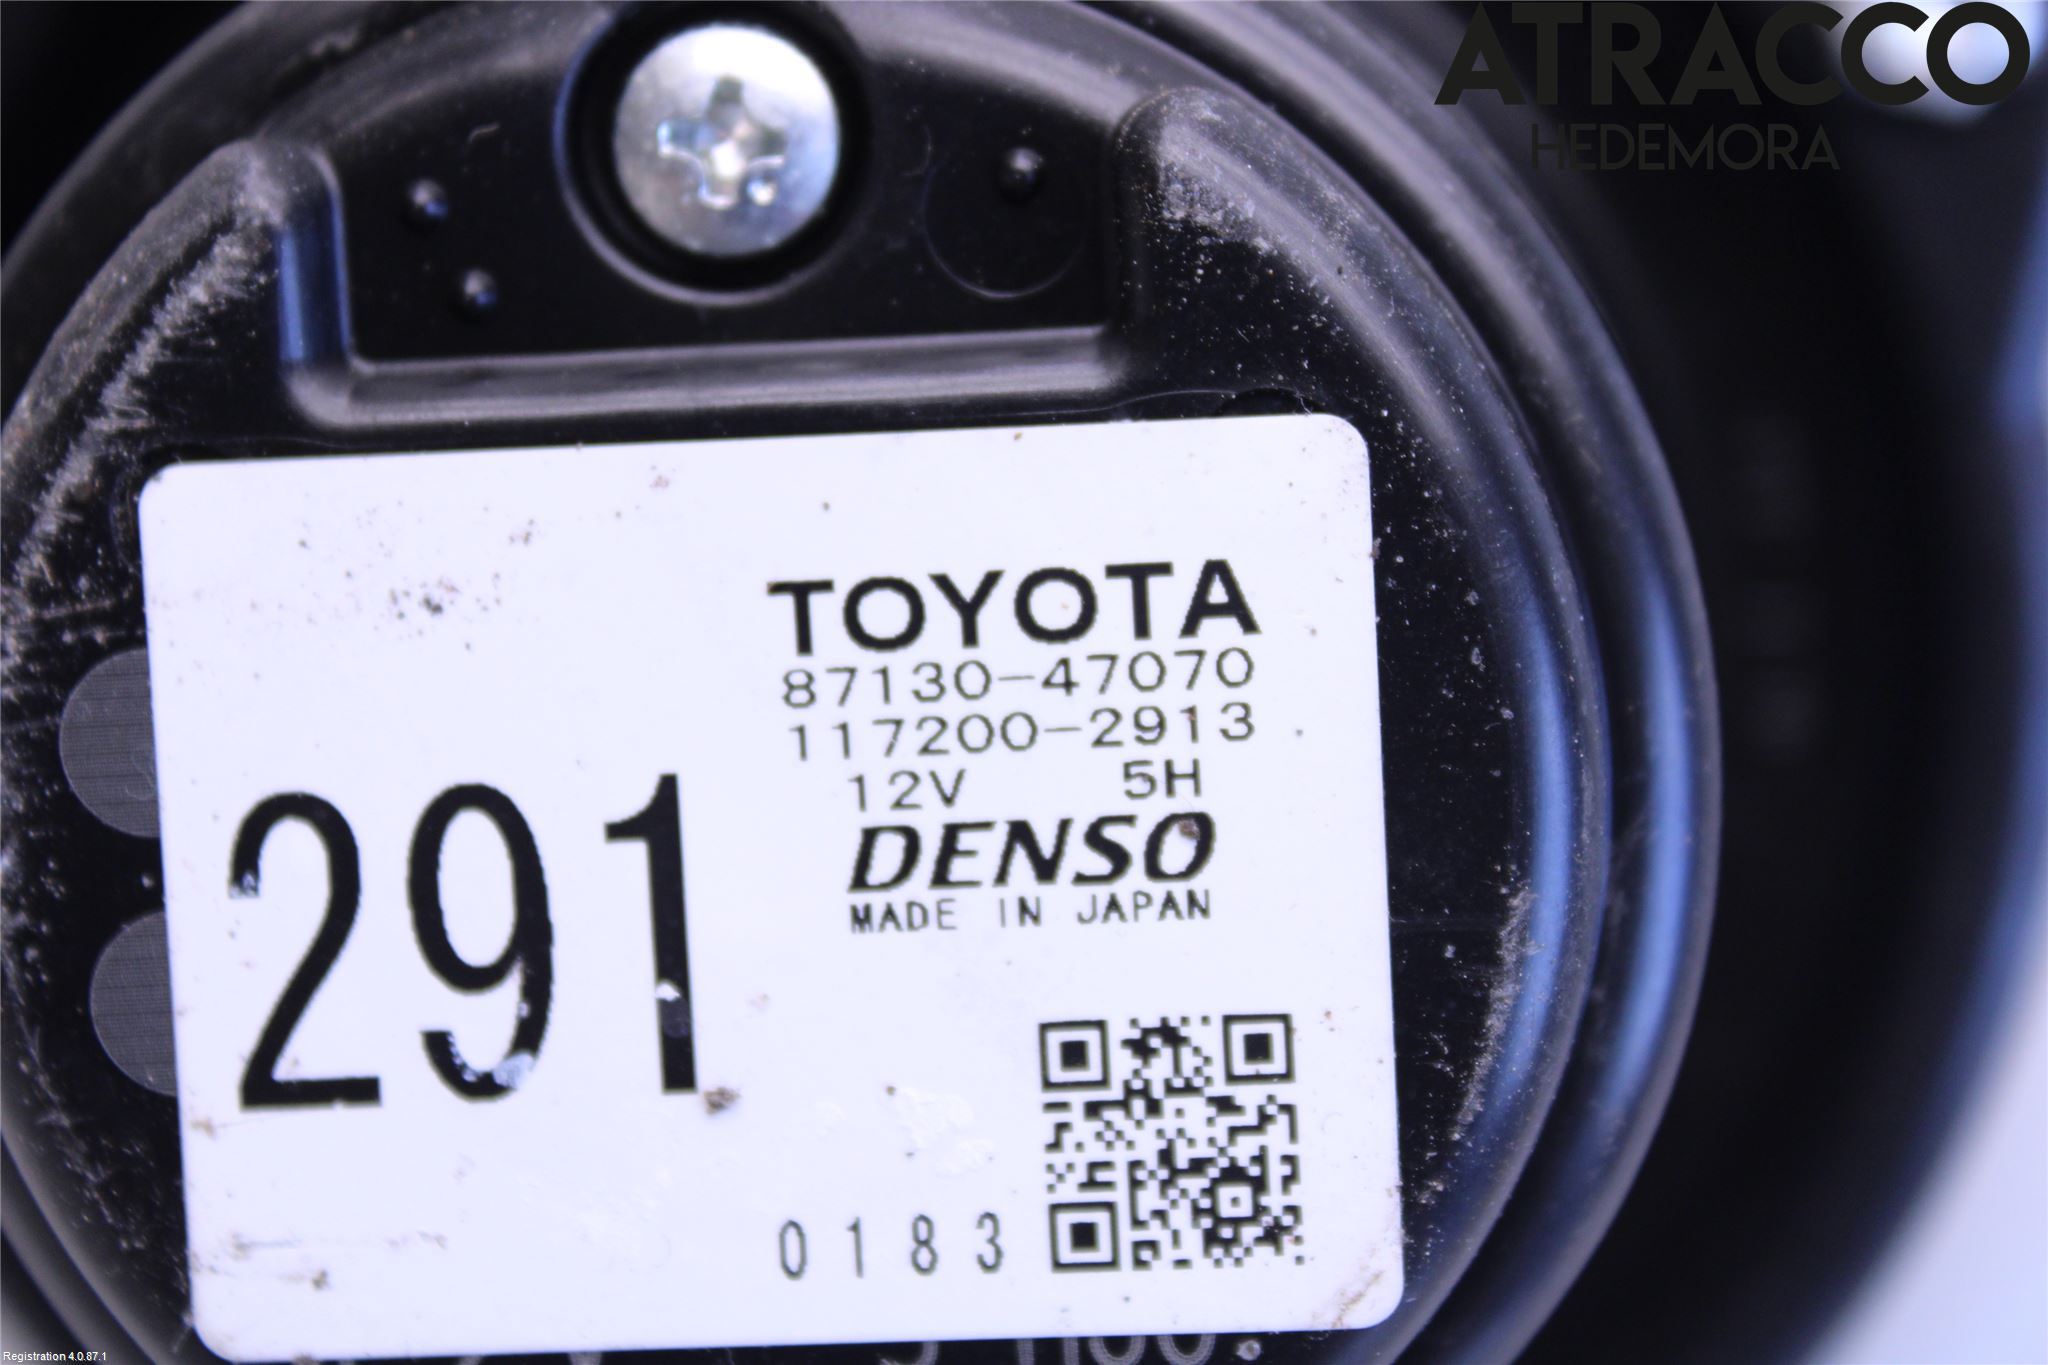 ATRACCO
HEDEMORA
TOYOTA
87130-47070
117200-2913
12V 5H
DENSO
MADE IN JAPAN
291
0183
Registration 4.0.87.1